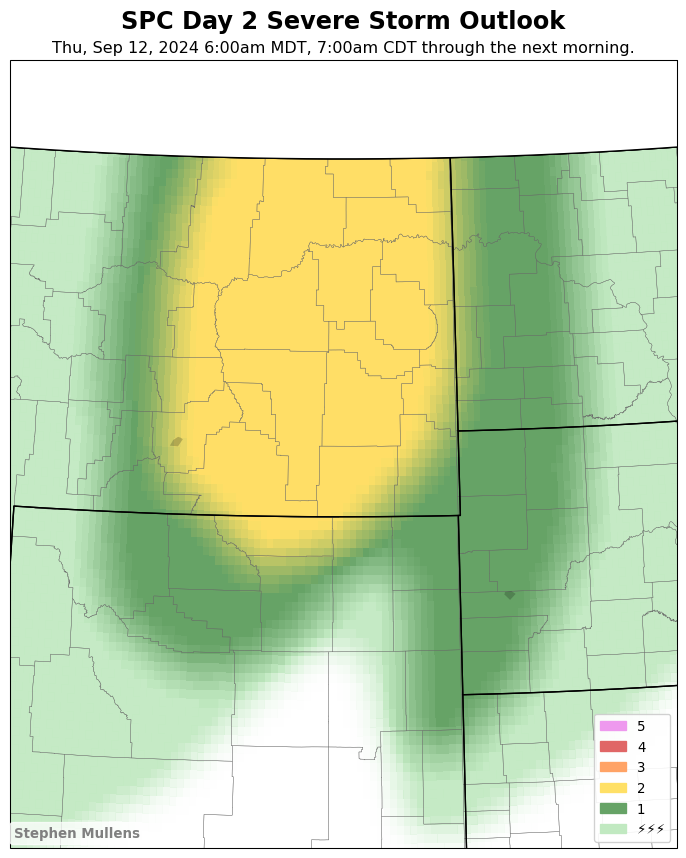 SPC Day 2 Severe Storm Outlook
Thu, Sep 12, 2024 6:00am MDT, 7:00am CDT through the next morning.
5
4
3
2
1
⚡⚡⚡
Stephen Mullens